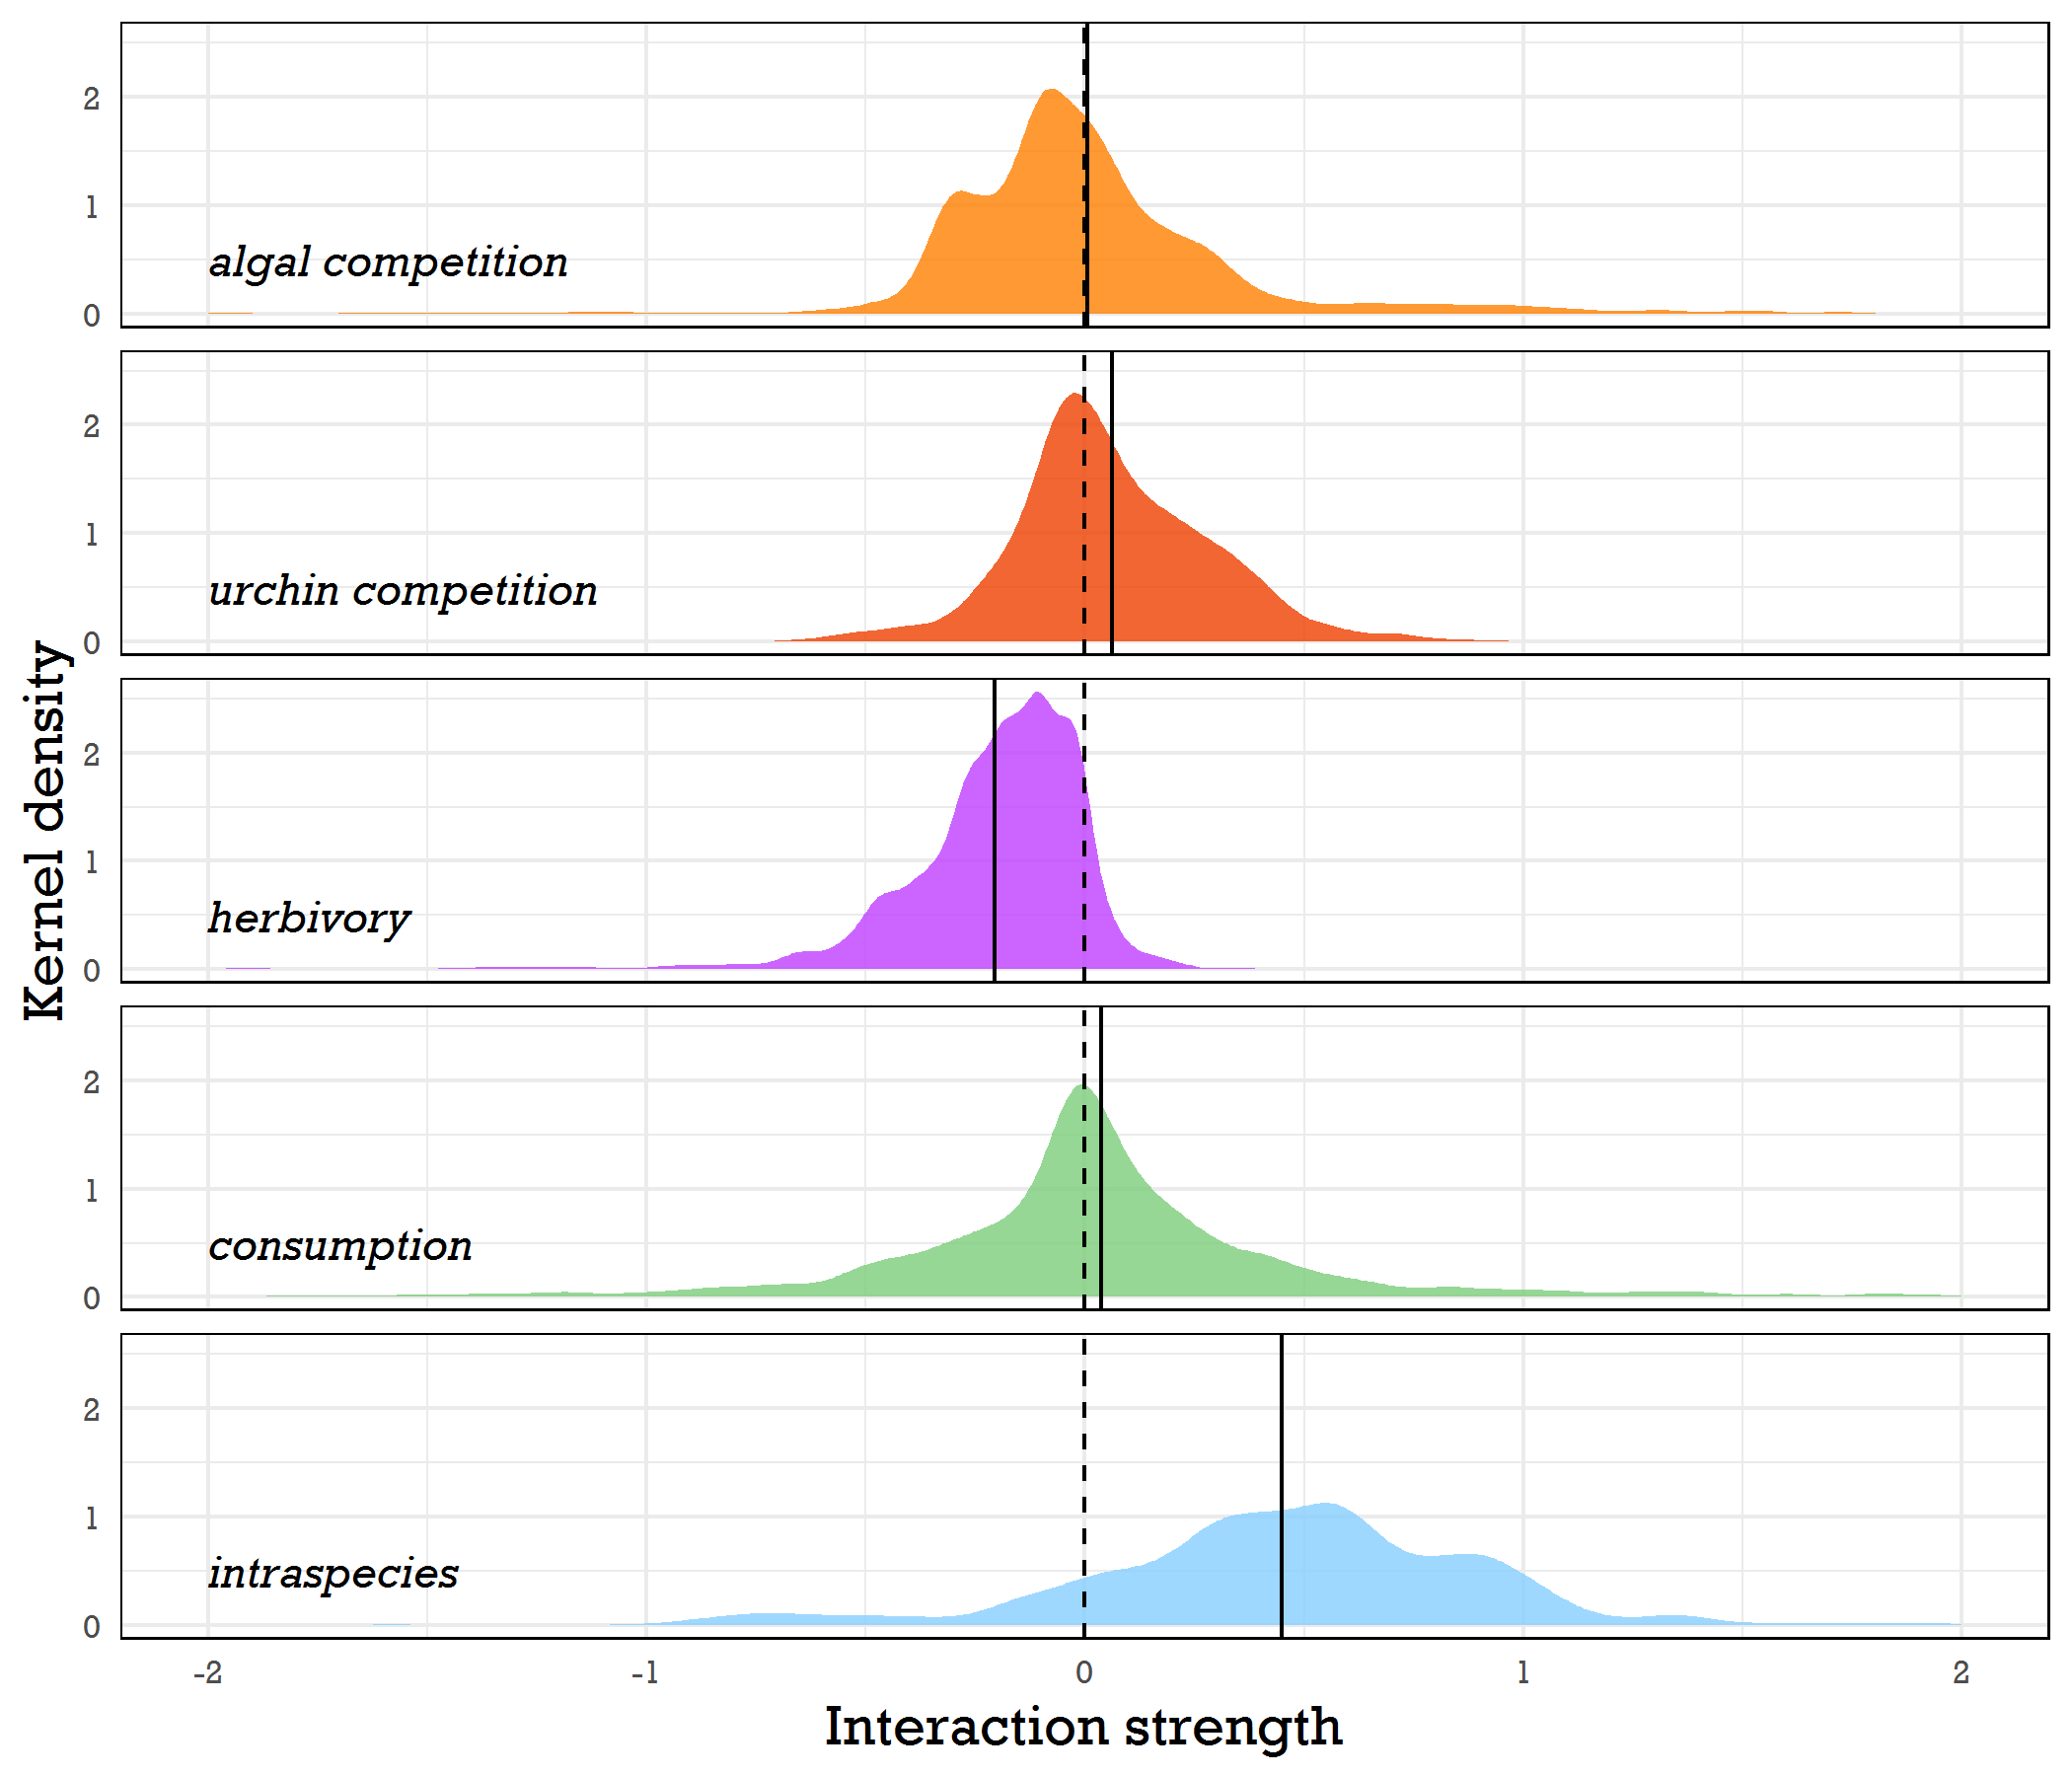 Kernel density
2
1
0
algal competition
2
1
0
urchin competition
2
1
0
herbivory
2
1
0
consumption
2
1
0
intraspecies
-2 -1 0 1 2
Interaction strength